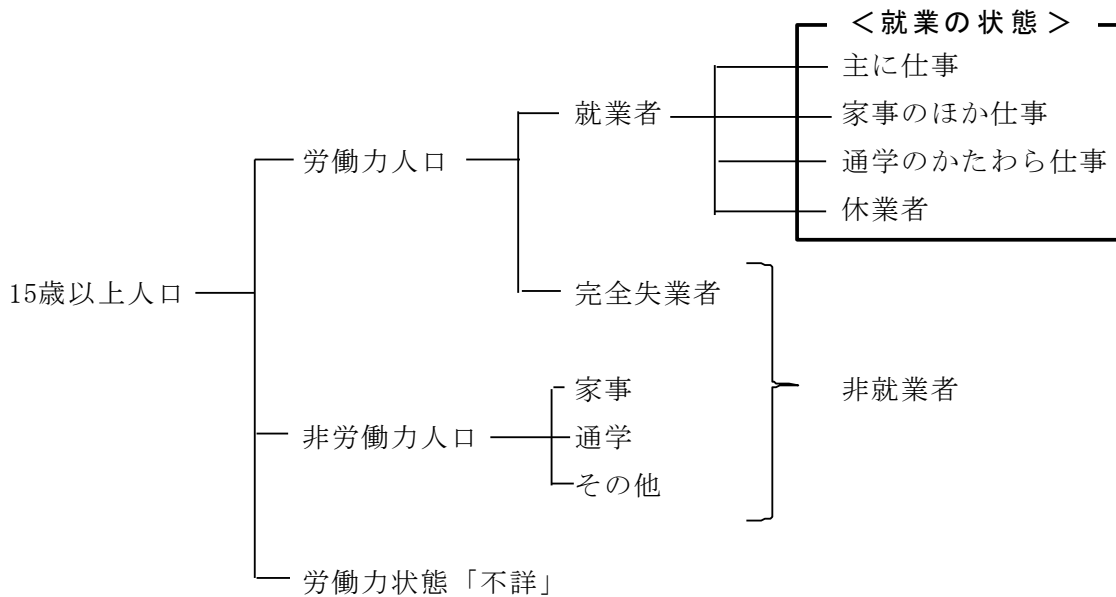 ＜就業の状態＞
主に仕事
就業者
家事のほか仕事
労働力人口
通学のかたわら仕事
休業者
15歳以上人口
完全失業者
家事
非就業者
非労働力人口
通学
その他
労働力状態「不詳」